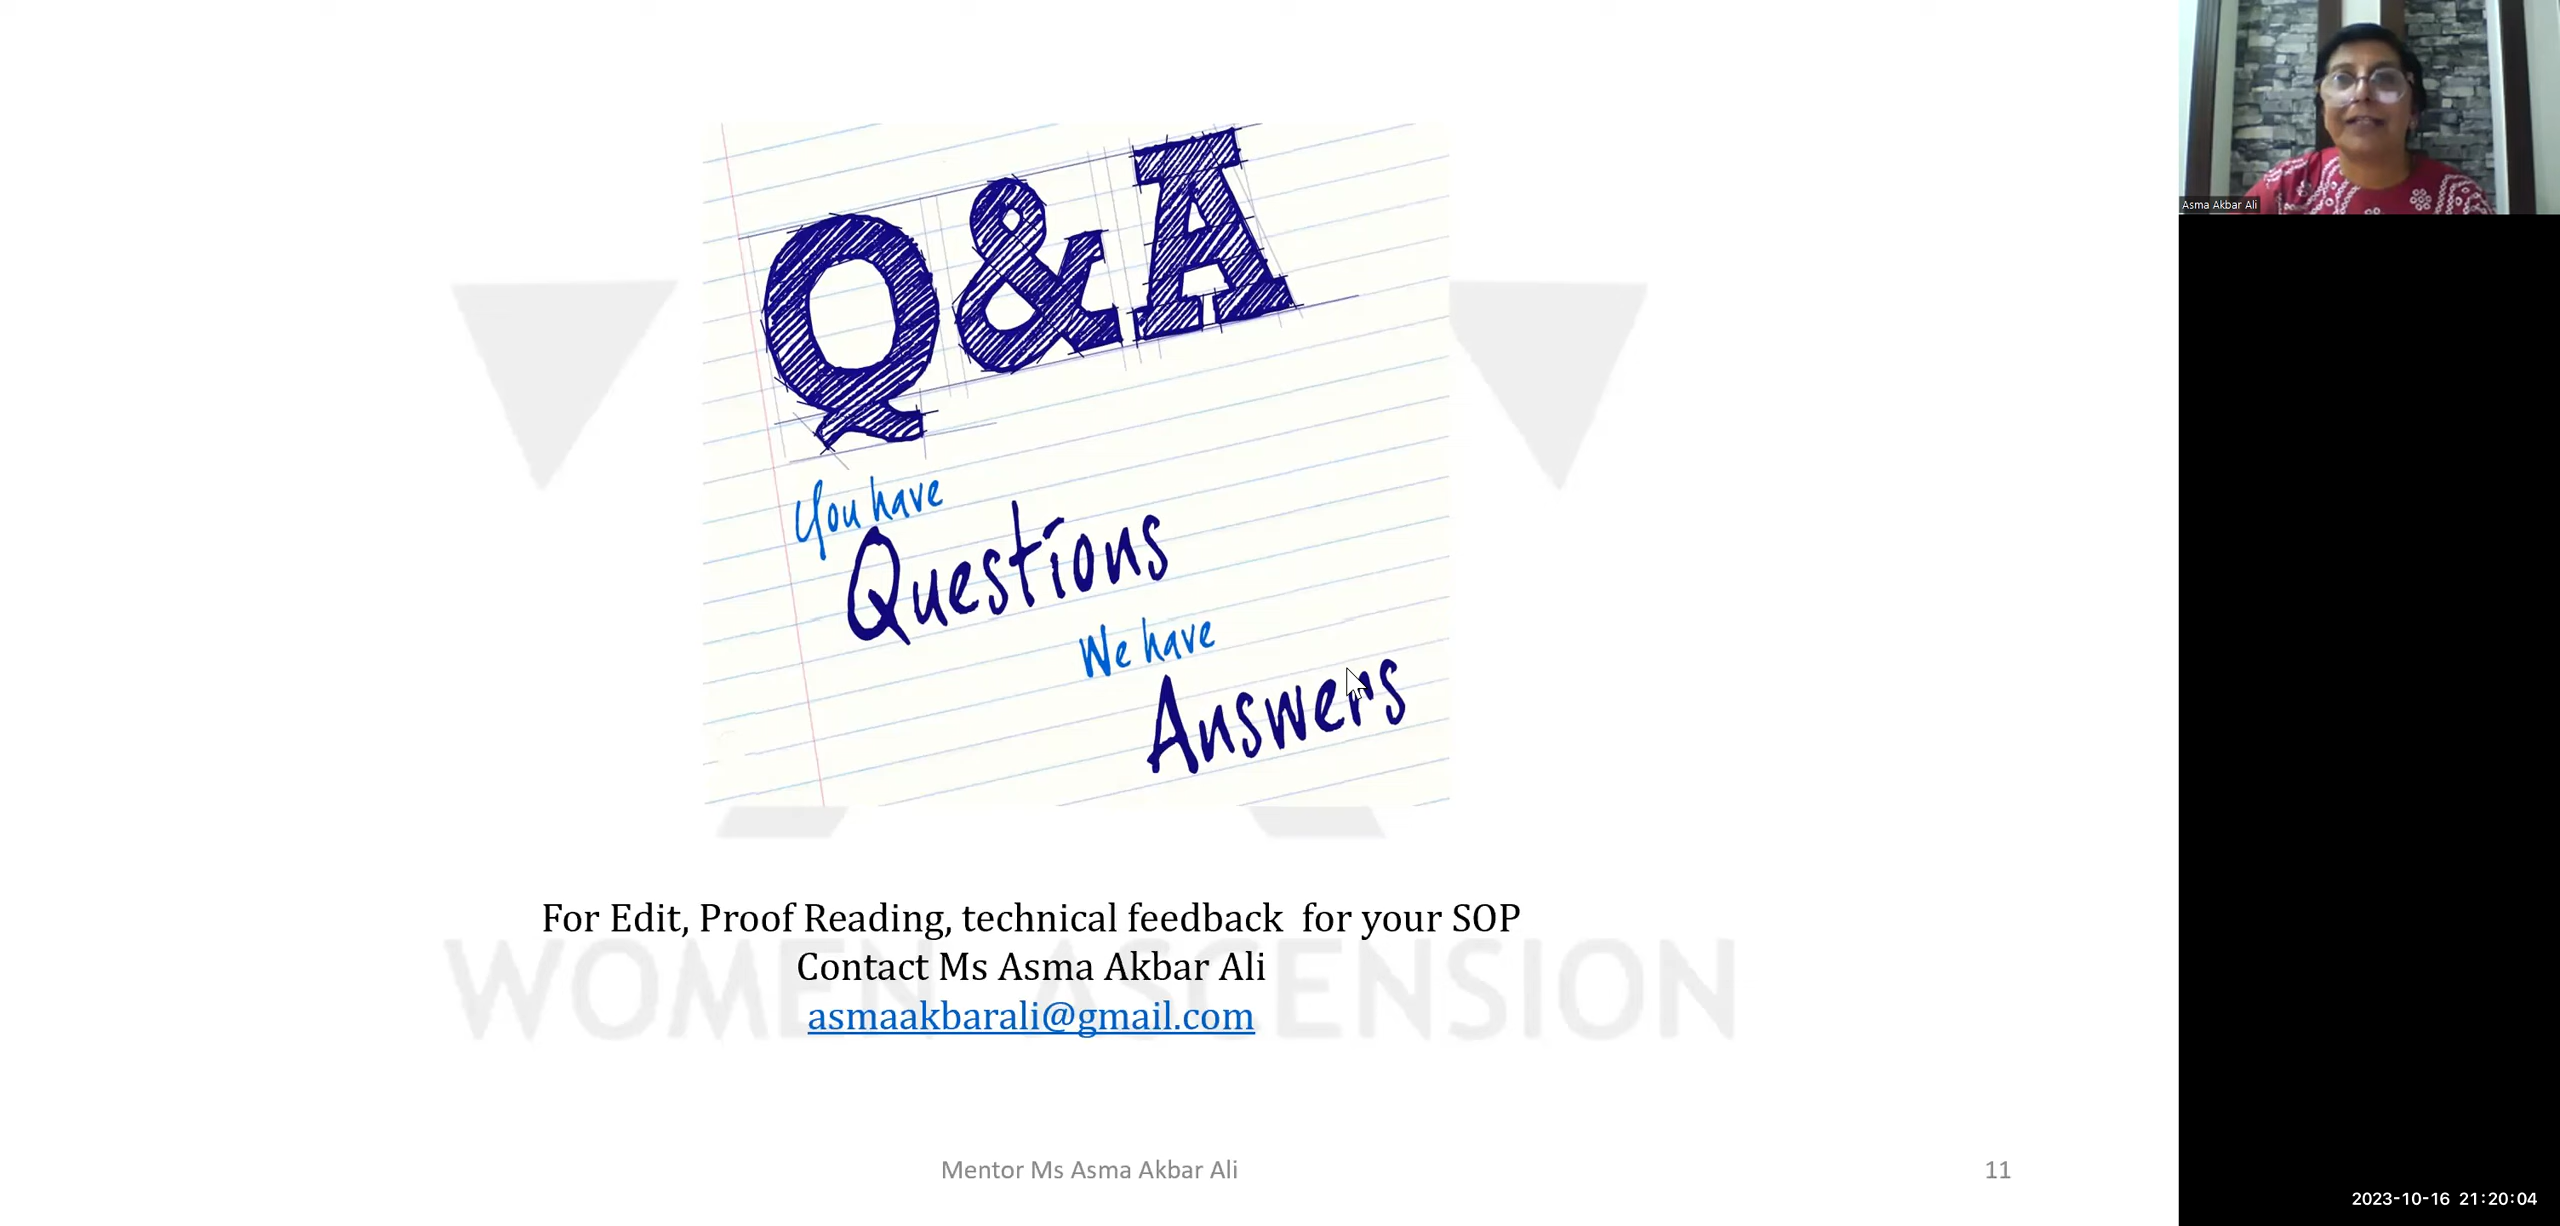 Q&A
You have
Questions
We have
Answers
For Edit, Proof Reading, technical feedback  for your SOP
Contact Ms Asma Akbar Ali
asmaakbarali@gmail.com
WOMEN ASCENSION
Mentor Ms Asma Akbar Ali
11
Asma Akbar Ali
2023-10-16 21:20:04